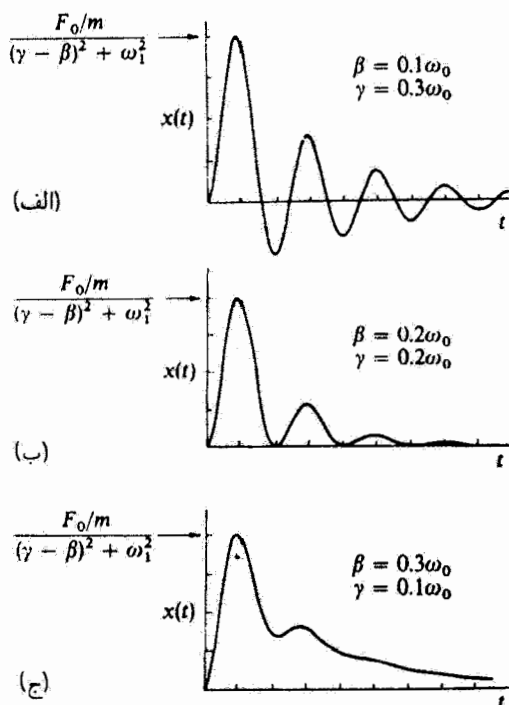 F₀/m
(γ − β)² + ω₁²
β = 0.1ω₀
γ = 0.3ω₀
x(t)
(الف)
t
F₀/m
(γ − β)² + ω₁²
β = 0.2ω₀
γ = 0.2ω₀
x(t)
(ب)
t
F₀/m
(γ − β)² + ω₁²
β = 0.3ω₀
γ = 0.1ω₀
x(t)
(ج)
t